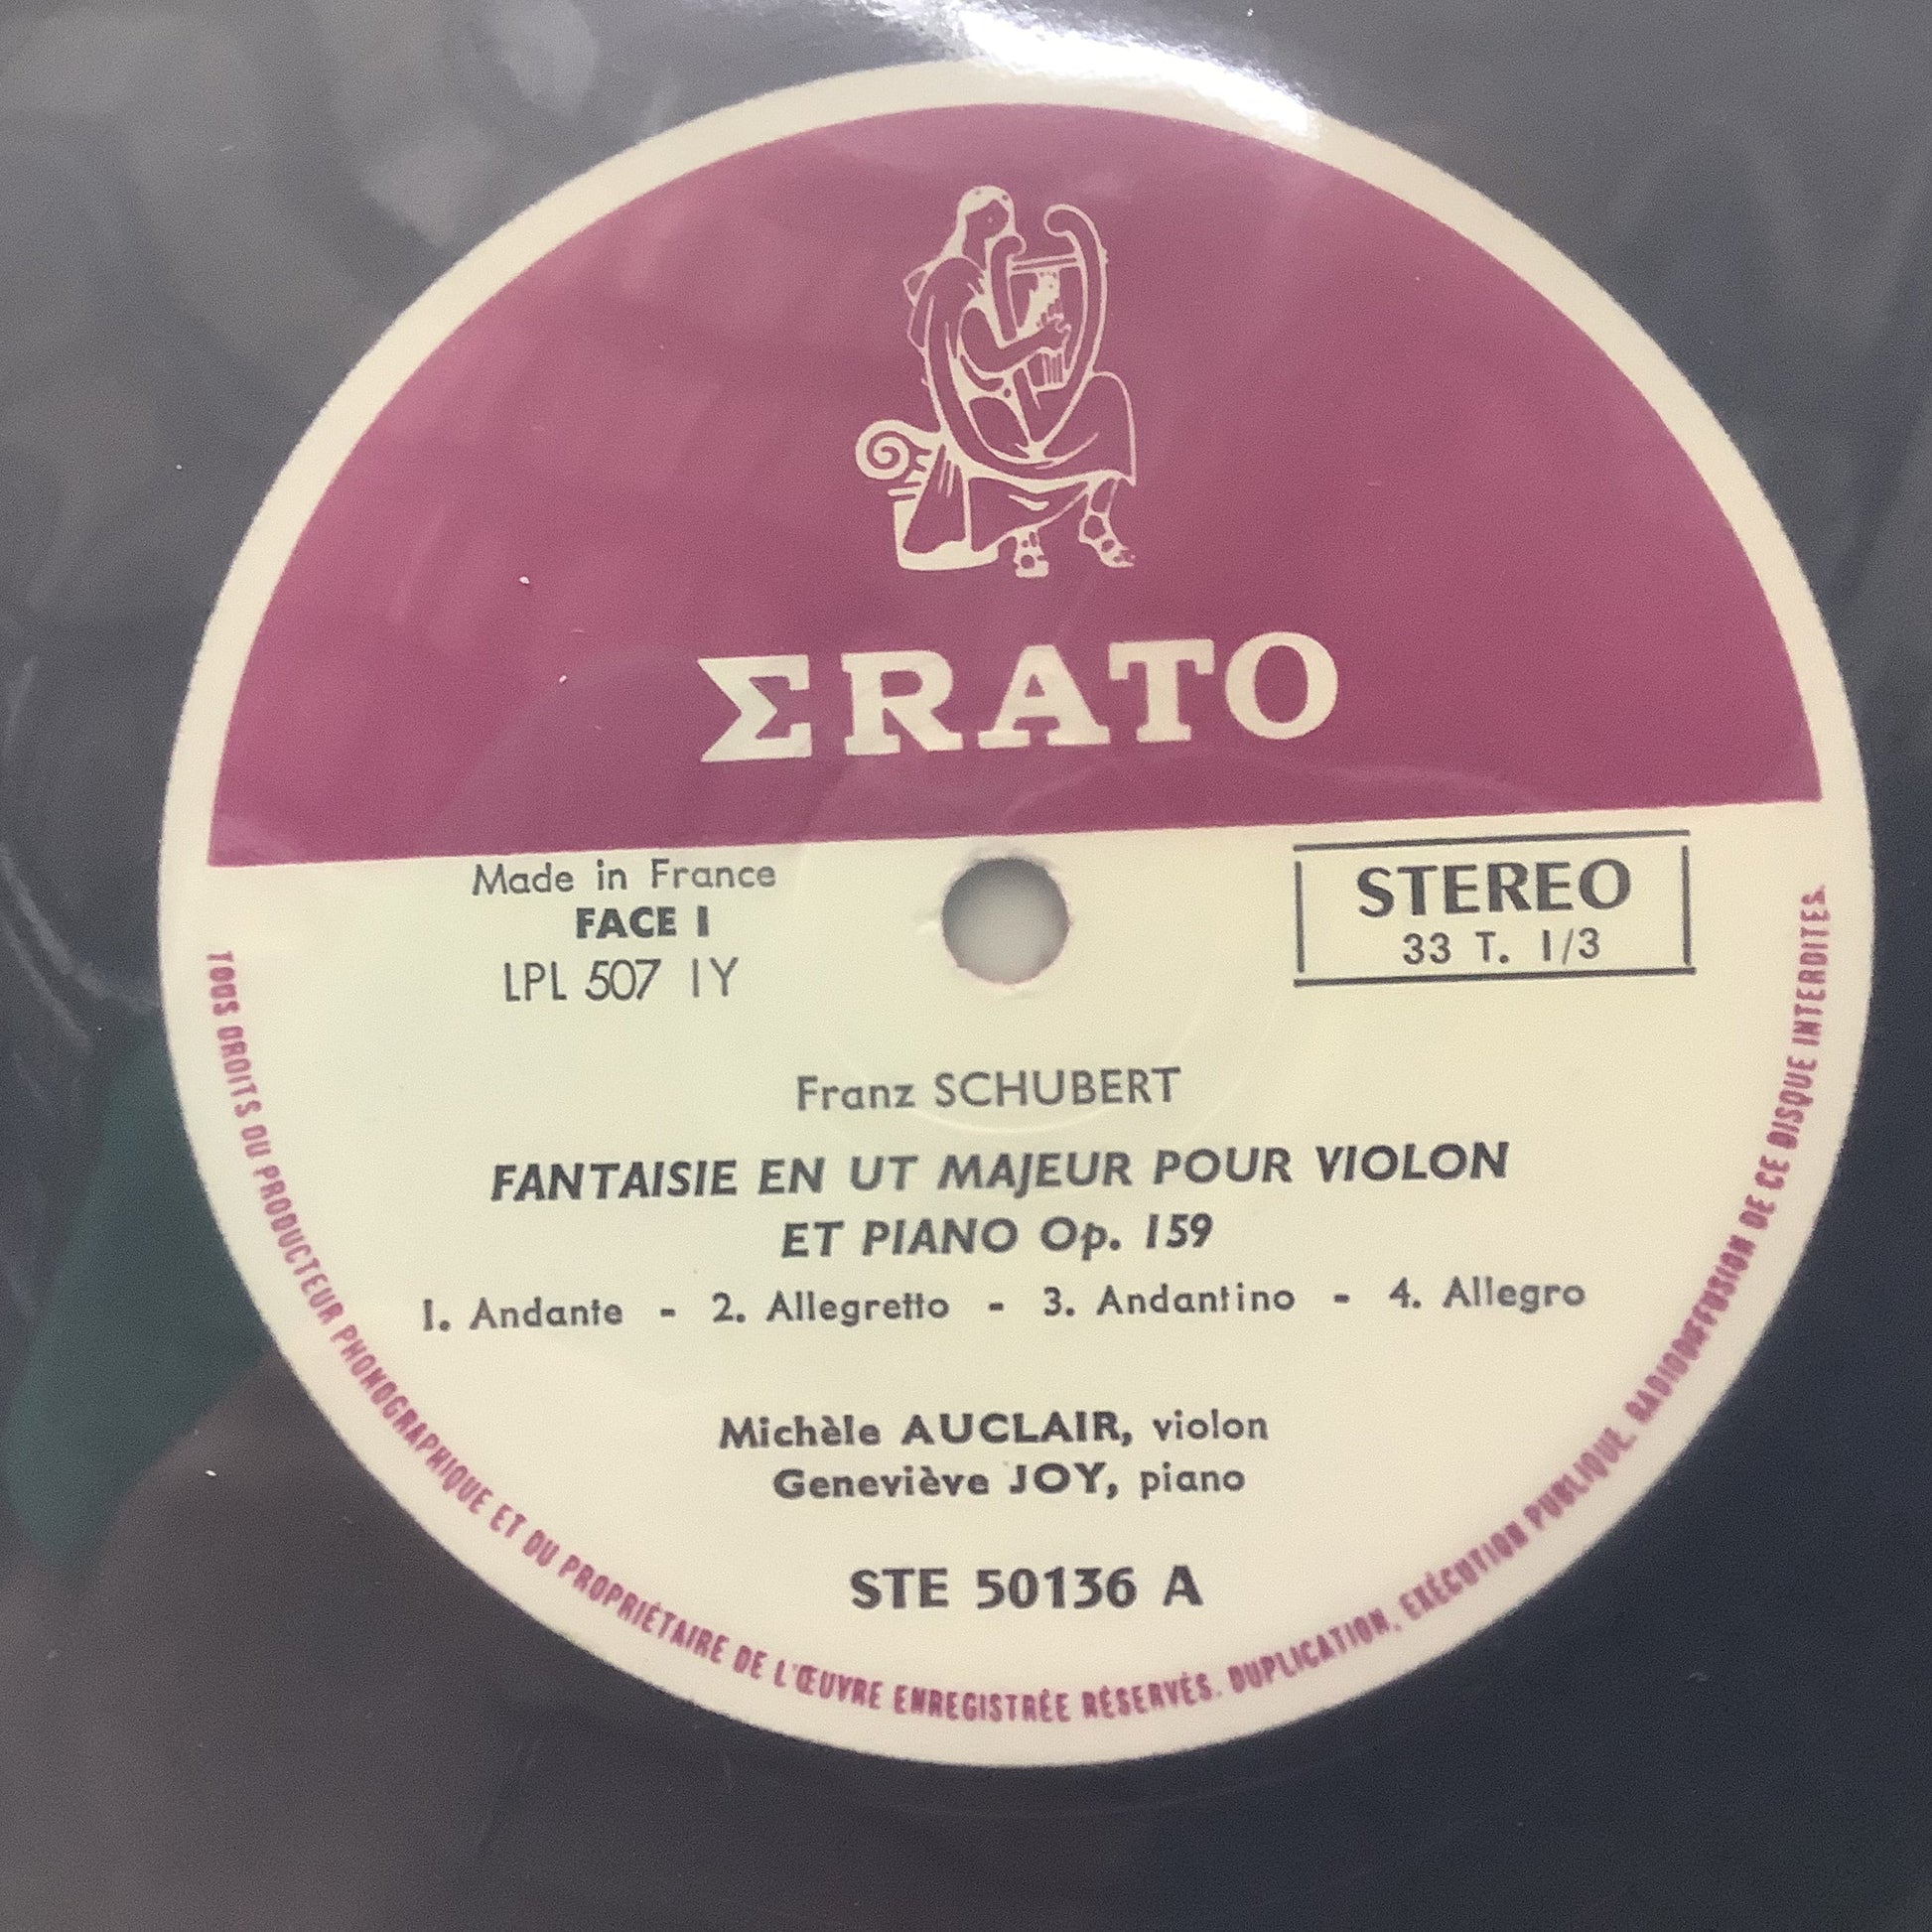 ΣRATO
Made in France
FACE I
LPL 507 1Y
STEREO
33 T. 1/3
Franz SCHUBERT
FANTAISIE EN UT MAJEUR POUR VIOLON
ET PIANO Op. 159
1. Andante - 2. Allegretto - 3. Andantino - 4. Allegro
Michèle AUCLAIR, violon
Geneviève JOY, piano
STE 50136 A
TOUS DROITS DU PRODUCTEUR PHONOGRAPHIQUE ET DU PROPRIÉTAIRE DE L'ŒUVRE ENREGISTRÉE RÉSERVÉS. DUPLICATION, EXÉCUTION PUBLIQUE, RADIODIFFUSION DE CE DISQUE INTERDITES.